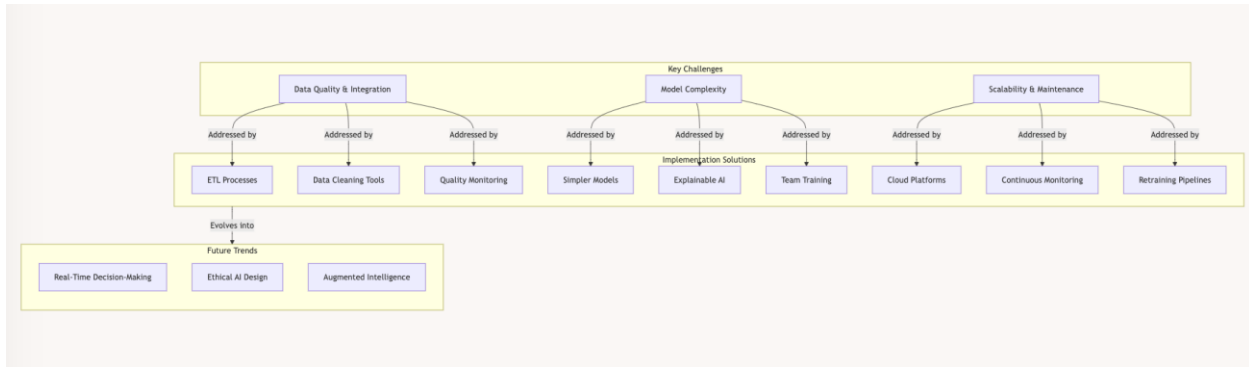 Key Challenges
Data Quality & Integration
Model Complexity
Scalability & Maintenance
Addressed by
Addressed by
Addressed by
Addressed by
Addressed by
Addressed by
Addressed by
Addressed by
Addressed by
Implementation Solutions
ETL Processes
Data Cleaning Tools
Quality Monitoring
Simpler Models
Explainable AI
Team Training
Cloud Platforms
Continuous Monitoring
Retraining Pipelines
Evolves into
Future Trends
Real-Time Decision-Making
Ethical AI Design
Augmented Intelligence